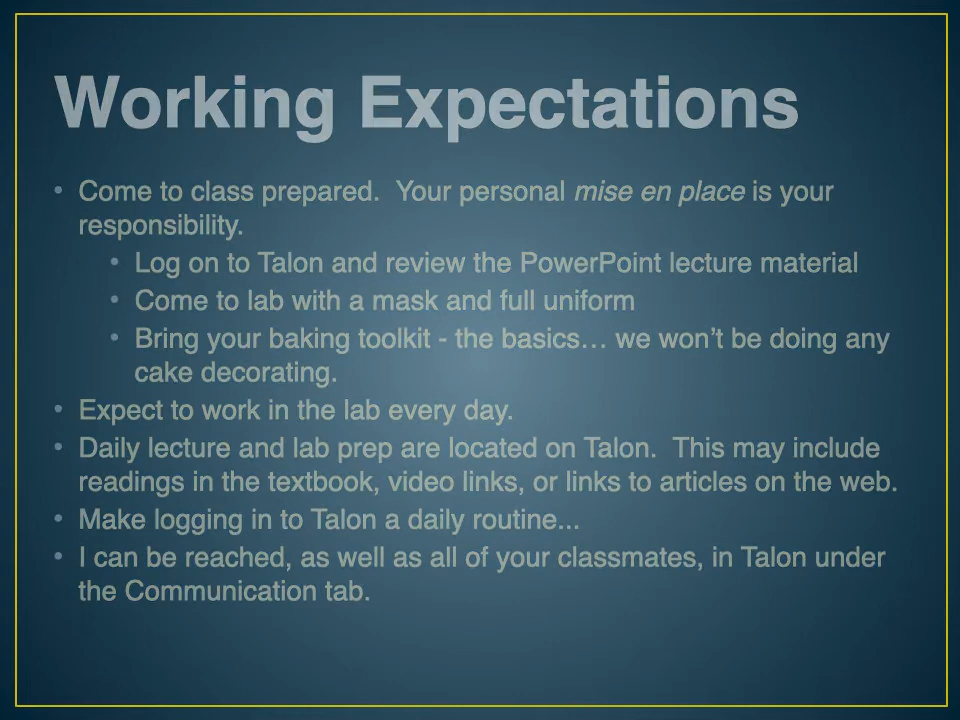 Working Expectations
• Come to class prepared.  Your personal mise en place is your
responsibility.
• Log on to Talon and review the PowerPoint lecture material
• Come to lab with a mask and full uniform
• Bring your baking toolkit - the basics… we won’t be doing any
cake decorating.
• Expect to work in the lab every day.
• Daily lecture and lab prep are located on Talon.  This may include
readings in the textbook, video links, or links to articles on the web.
• Make logging in to Talon a daily routine...
• I can be reached, as well as all of your classmates, in Talon under
the Communication tab.